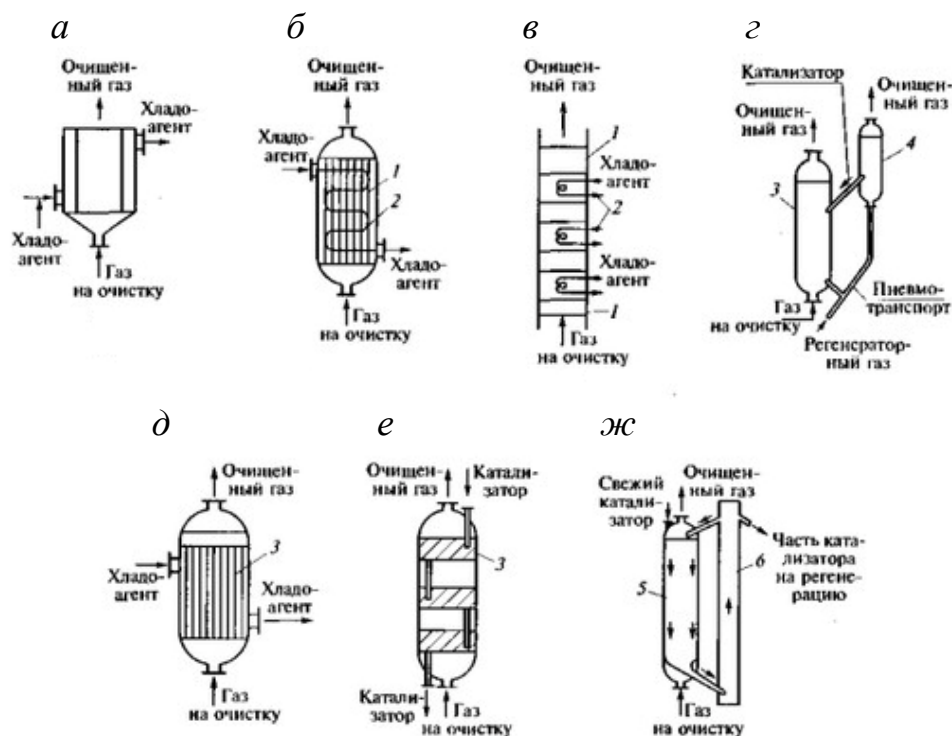 а
б
в
г
Очищен-
ный газ
Хладо-
агент
Хладо-
агент
Газ
на очистку
Очищен-
ный газ
Хладо-
агент
1
2
Хладо-
агент
Газ
на очистку
Очищен-
ный газ
1
Хладо-
агент
2
Хладо-
агент
1
Газ
на очистку
Катализатор
Очищен-
ный газ
Очищен-
ный газ
4
3
Пневмо-
транспорт
Газ
на очистку
Регенератор-
ный газ
д
е
ж
Очищен-
ный газ
3
Хладо-
агент
Хладо-
агент
Газ
на очистку
Очищен-
ный газ
Катали-
затор
3
Катали-
затор
Газ
на очистку
Свежий
катали-
затор
Очищен-
ный газ
Часть ката-
лизатора
на регене-
рацию
5
6
Газ
на очистку